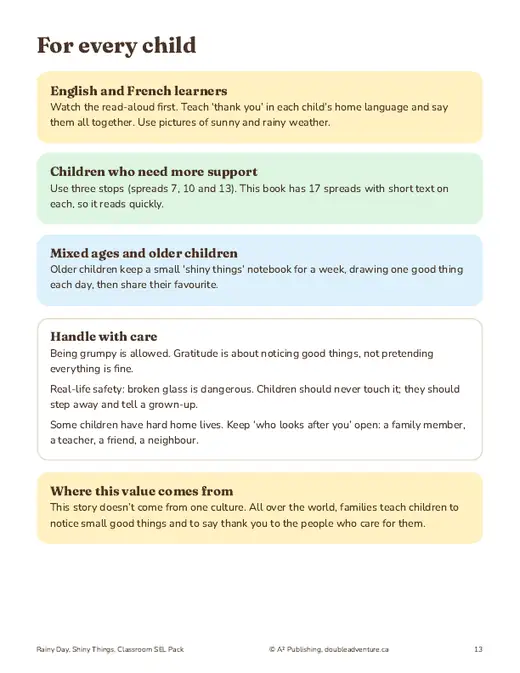 For every child
English and French learners
Watch the read-aloud first. Teach 'thank you' in each child's home language and say
them all together. Use pictures of sunny and rainy weather.
Children who need more support
Use three stops (spreads 7, 10 and 13). This book has 17 spreads with short text on
each, so it reads quickly.
Mixed ages and older children
Older children keep a small 'shiny things' notebook for a week, drawing one good thing
each day, then share their favourite.
Handle with care
Being grumpy is allowed. Gratitude is about noticing good things, not pretending
everything is fine.
Real-life safety: broken glass is dangerous. Children should never touch it; they should
step away and tell a grown-up.
Some children have hard home lives. Keep 'who looks after you' open: a family member,
a teacher, a friend, a neighbour.
Where this value comes from
This story doesn't come from one culture. All over the world, families teach children to
notice small good things and to say thank you to the people who care for them.
Rainy Day, Shiny Things, Classroom SEL Pack
© A² Publishing, doubleadventure.ca
13